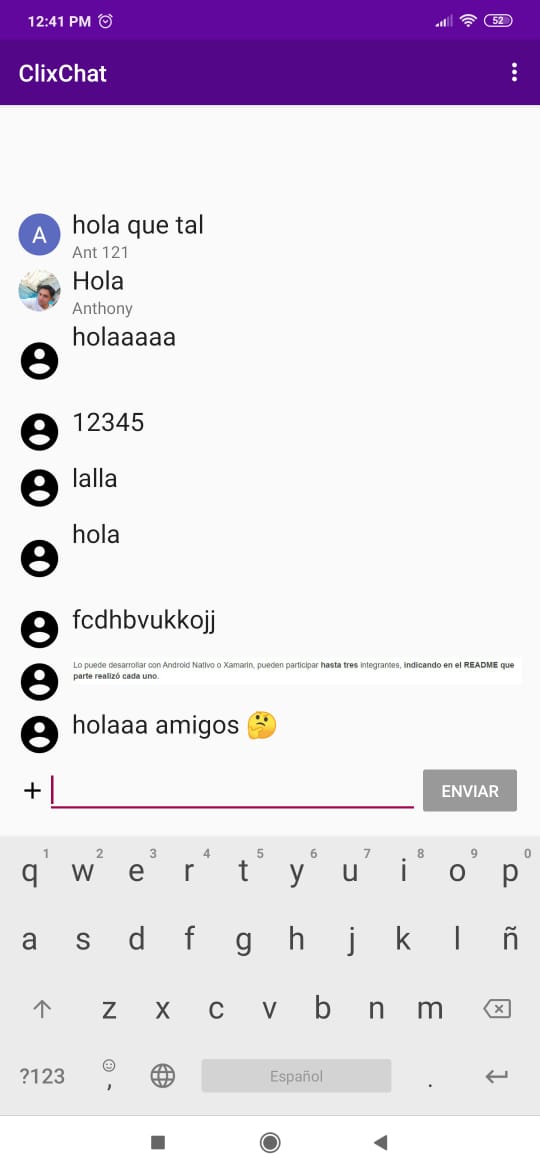 12:41 PM
52
ClixChat
A
hola que tal
Ant 121
Hola
Anthony
holaaaaa
12345
lalla
hola
fcdhbvukkojj
Lo puede desarrollar con Android Nativo o Xamarin, pueden participar hasta tres integrantes, indicando en el README que
parte realizó cada uno.
holaaa amigos 🤔
+
ENVIAR
1 2 3 4 5 6 7 8 9 0
q w e r t y u i o p
a s d f g h j k l ñ
z x c v b n m
?123 , Español .